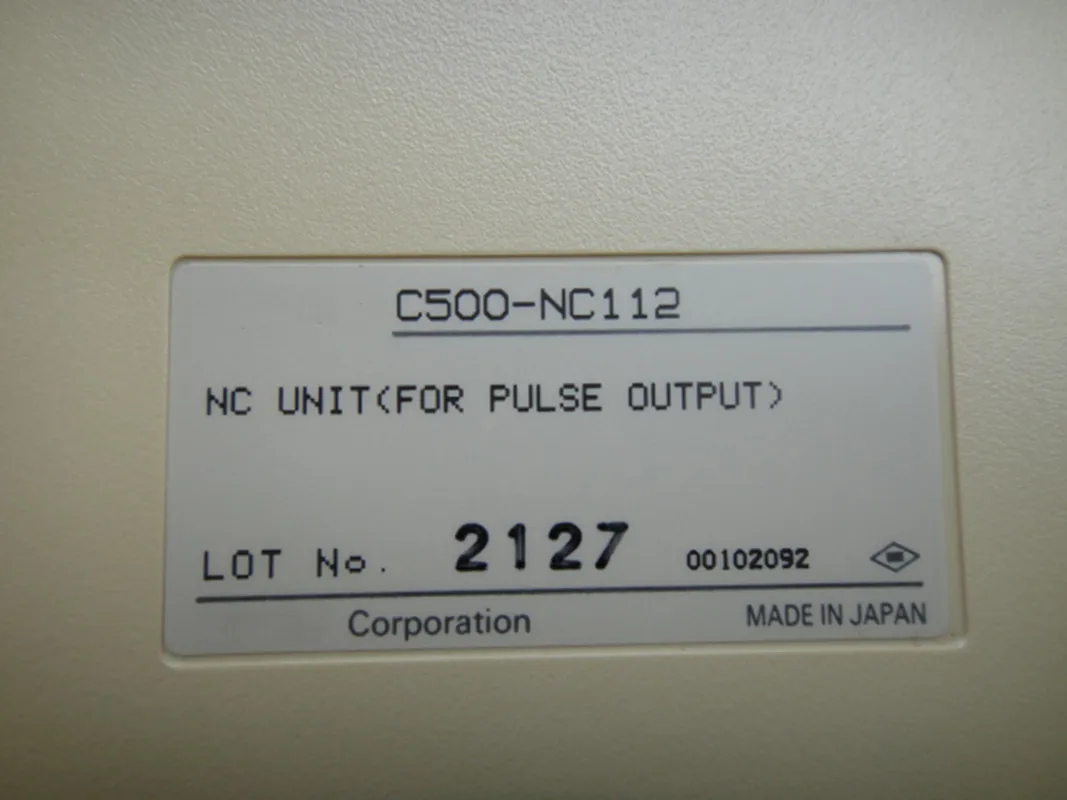 C500-NC112
NC UNIT(FOR PULSE OUTPUT)
LOT No. 2127 00102092
Corporation MADE IN JAPAN